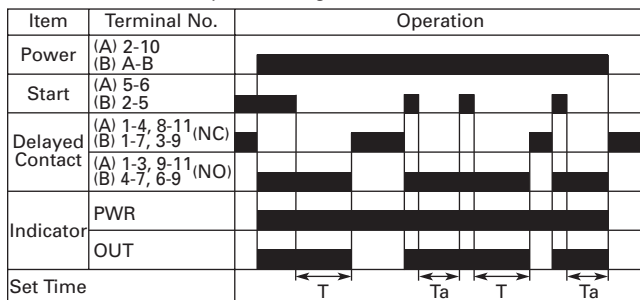 Item Terminal No. Operation
Power (A) 2-10
(B) A-B
Start (A) 5-6
(B) 2-5
Delayed Contact (A) 1-4, 8-11 (NC)
(B) 1-7, 3-9
(A) 1-3, 9-11 (NO)
(B) 4-7, 6-9
Indicator PWR
OUT
Set Time T Ta T Ta